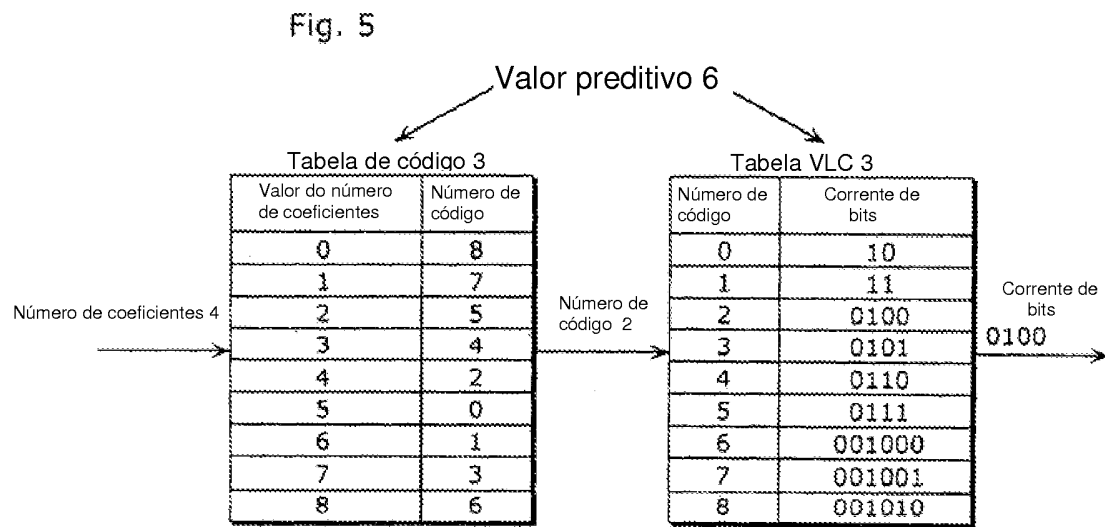 Fig. 5
Valor preditivo 6
Tabela de código 3
Valor do número de coeficientes | Número de código
0 | 8
1 | 7
2 | 5
3 | 4
4 | 2
5 | 0
6 | 1
7 | 3
8 | 6
Tabela VLC 3
Número de código | Corrente de bits
0 | 10
1 | 11
2 | 0100
3 | 0101
4 | 0110
5 | 0111
6 | 001000
7 | 001001
8 | 001010
Número de coeficientes 4
Número de
código 2
Corrente de
bits
0100